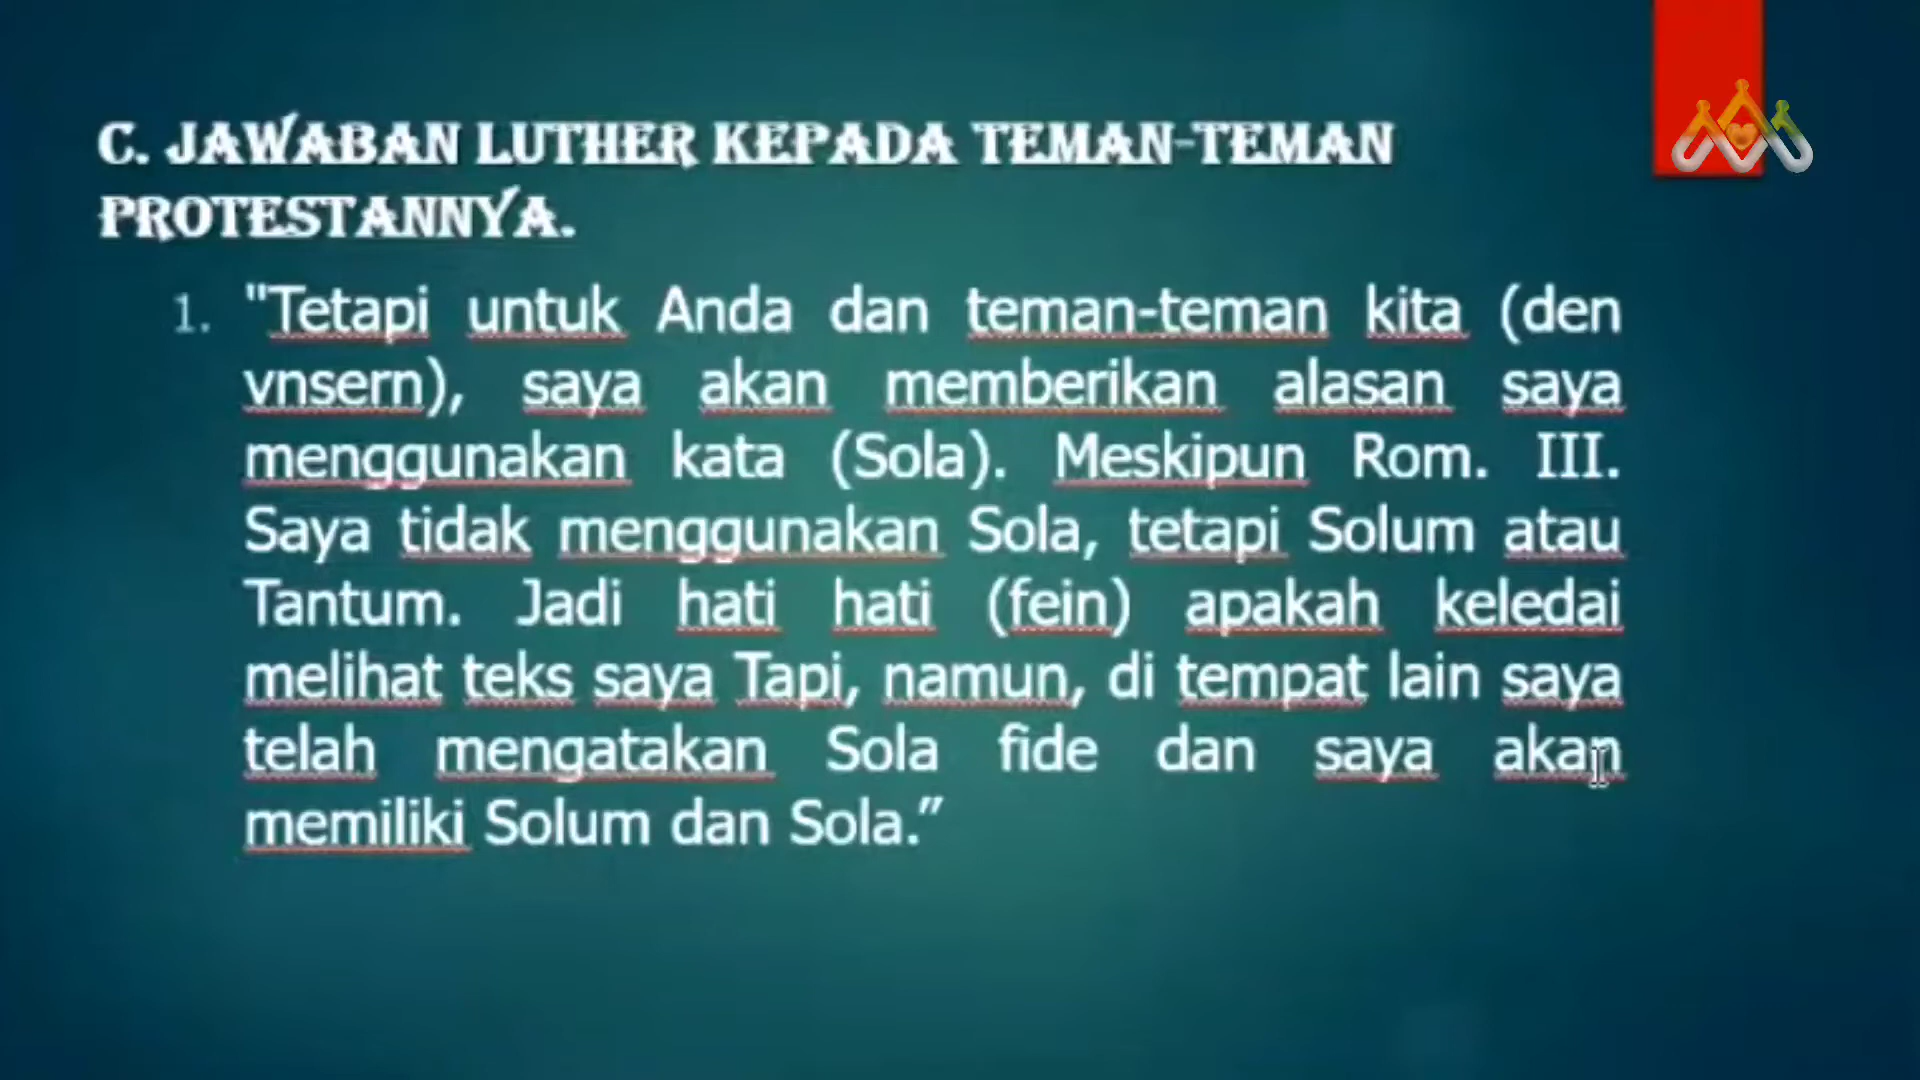 C. JAWABAN LUTHER KEPADA TEMAN-TEMAN
PROTESTANNYA.
1. "Tetapi untuk Anda dan teman-teman kita (den
vnsern), saya akan memberikan alasan saya
menggunakan kata (Sola). Meskipun Rom. III.
Saya tidak menggunakan Sola, tetapi Solum atau
Tantum. Jadi hati hati (fein) apakah keledai
melihat teks saya Tapi, namun, di tempat lain saya
telah mengatakan Sola fide dan saya akan
memiliki Solum dan Sola.”